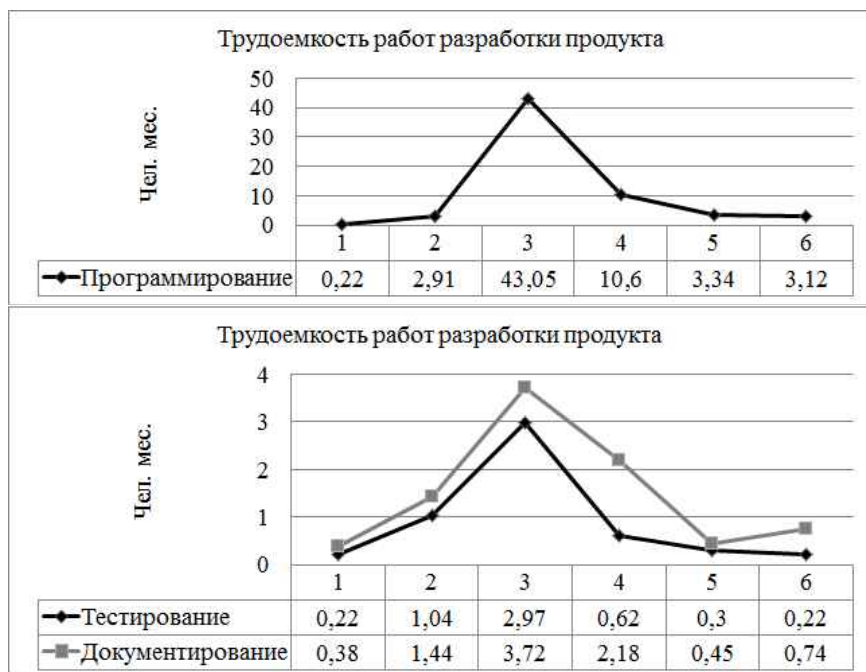 Трудоемкость работ разработки продукта
Чел. мес.
50
40
30
20
10
0
1 2 3 4 5 6
Программирование 0,22 2,91 43,05 10,6 3,34 3,12
Трудоемкость работ разработки продукта
Чел. мес.
4
3
2
1
0
1 2 3 4 5 6
Тестирование 0,22 1,04 2,97 0,62 0,3 0,22
Документирование 0,38 1,44 3,72 2,18 0,45 0,74